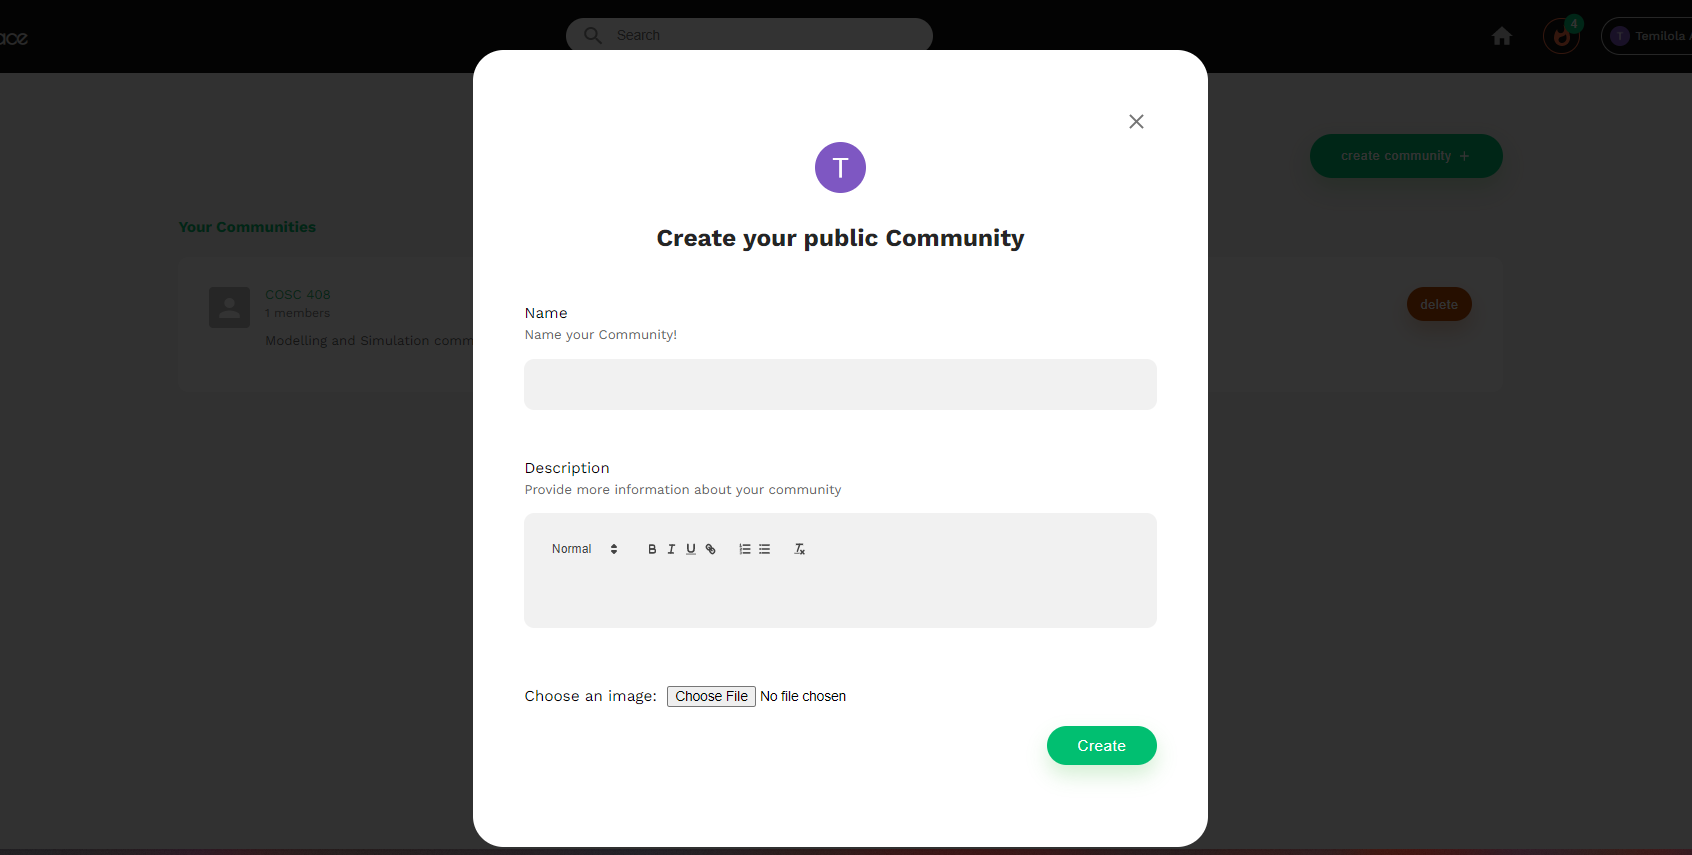 ace
Search
4
T Temilola A
create community +
T
Create your public Community
Your Communities
COSC 408
1 members
Modelling and Simulation comm
delete
Name
Name your Community!
Description
Provide more information about your community
Normal B I U
Choose an image: Choose File No file chosen
Create